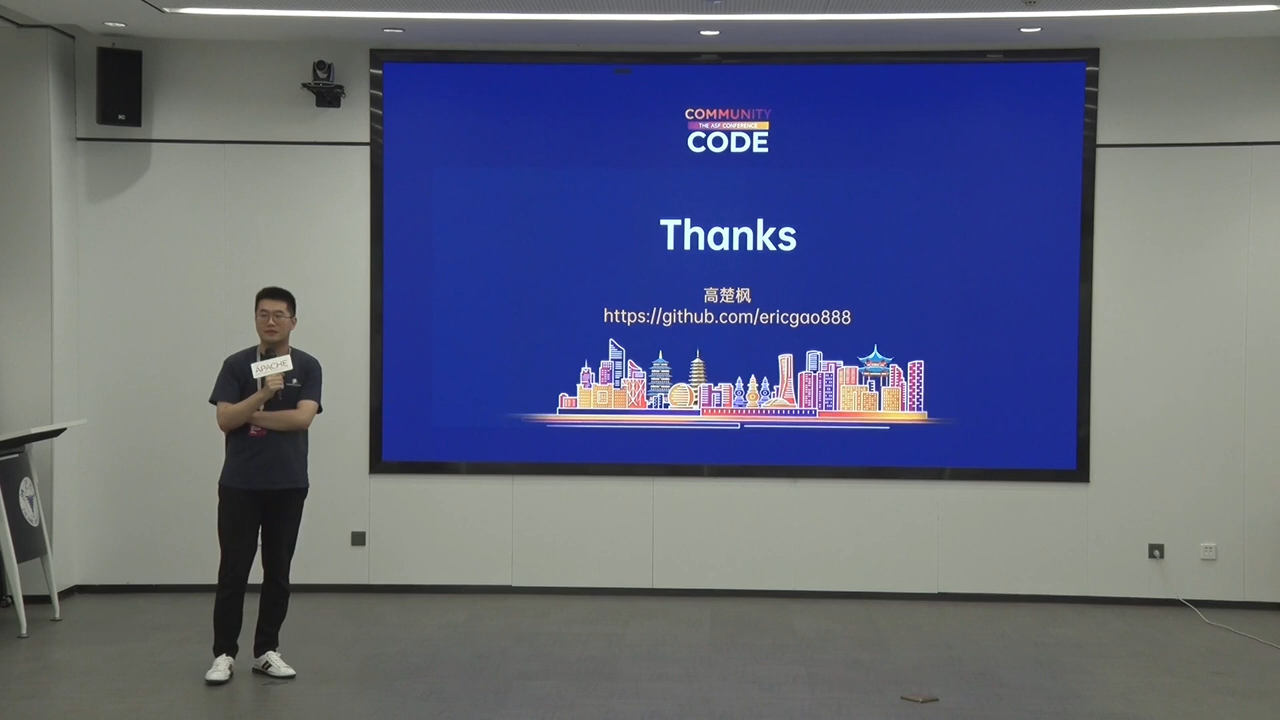 COMMUNITY
THE ASF CONFERENCE
CODE
Thanks
高楚枫
https://github.com/ericgao888
APACHE